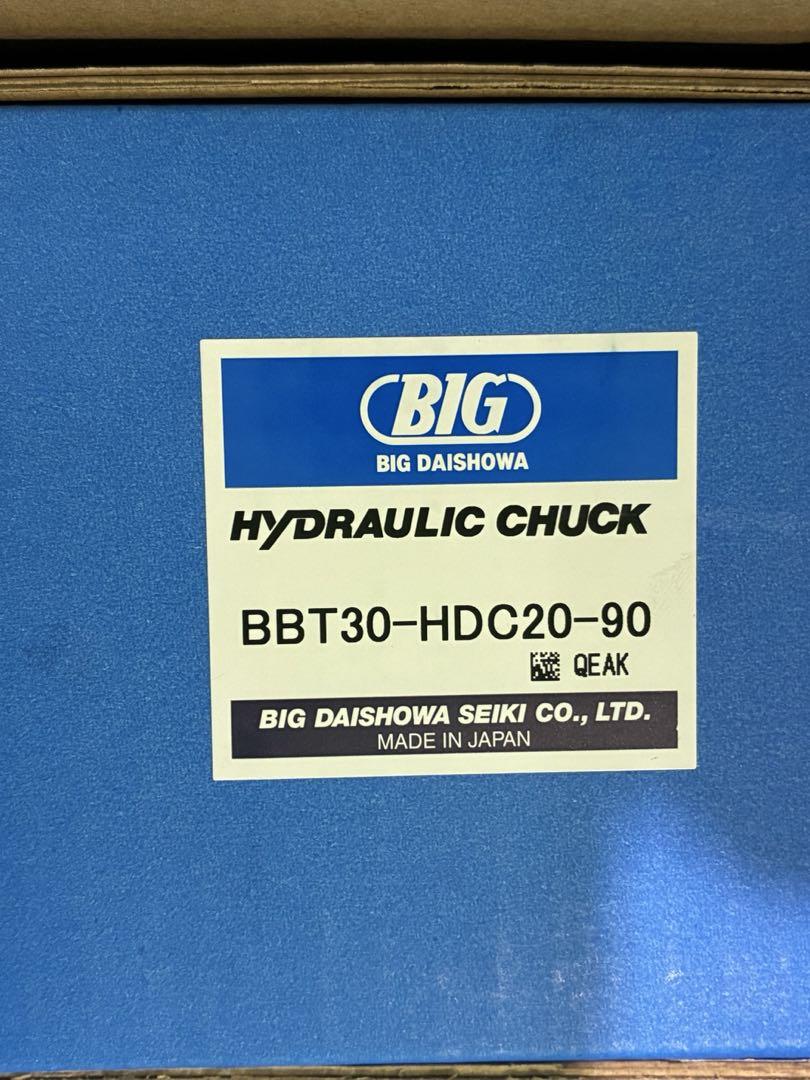 BIG
BIG DAISHOWA
HYDRAULIC CHUCK
BBT30-HDC20-90
QEAK
BIG DAISHOWA SEIKI CO., LTD.
MADE IN JAPAN